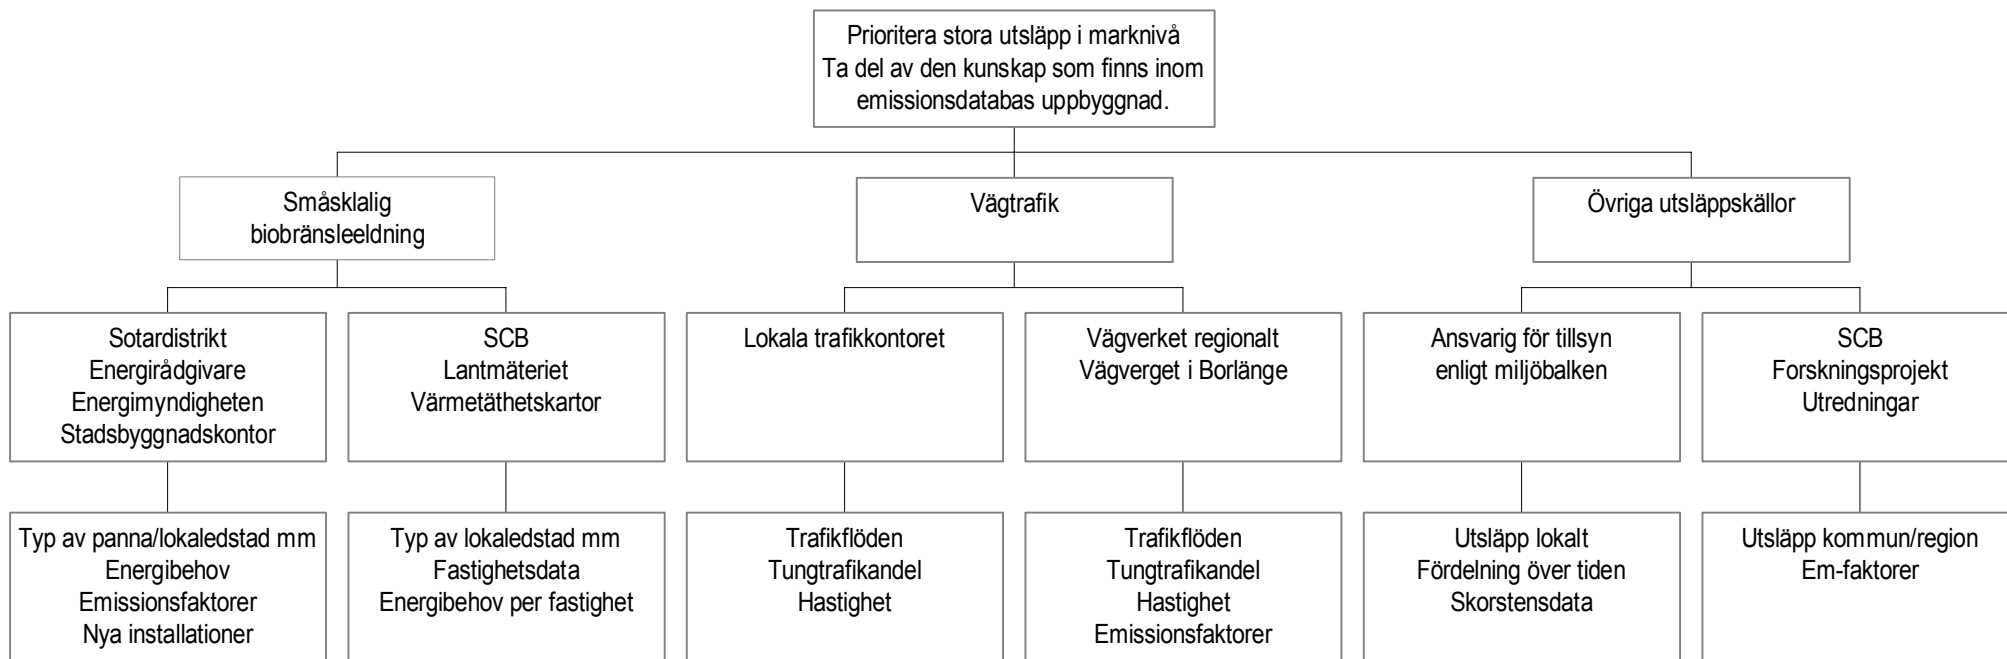 Prioritera stora utsläpp i marknivå
Ta del av den kunskap som finns inom
emissionsdatabas uppbyggnad.
Småsklalig
biobränsleeldning
Vägtrafik
Övriga utsläppskällor
Sotardistrikt
Energirådgivare
Energimyndigheten
Stadsbyggnadskontor
SCB
Lantmäteriet
Värmetäthetskartor
Lokala trafikkontoret
Vägverket regionalt
Vägverget i Borlänge
Ansvarig för tillsyn
enligt miljöbalken
SCB
Forskningsprojekt
Utredningar
Typ av panna/lokaledstad mm
Energibehov
Emissionsfaktorer
Nya installationer
Typ av lokaledstad mm
Fastighetsdata
Energibehov per fastighet
Trafikflöden
Tungtrafikandel
Hastighet
Trafikflöden
Tungtrafikandel
Hastighet
Emissionsfaktorer
Utsläpp lokalt
Fördelning över tiden
Skorstensdata
Utsläpp kommun/region
Em-faktorer